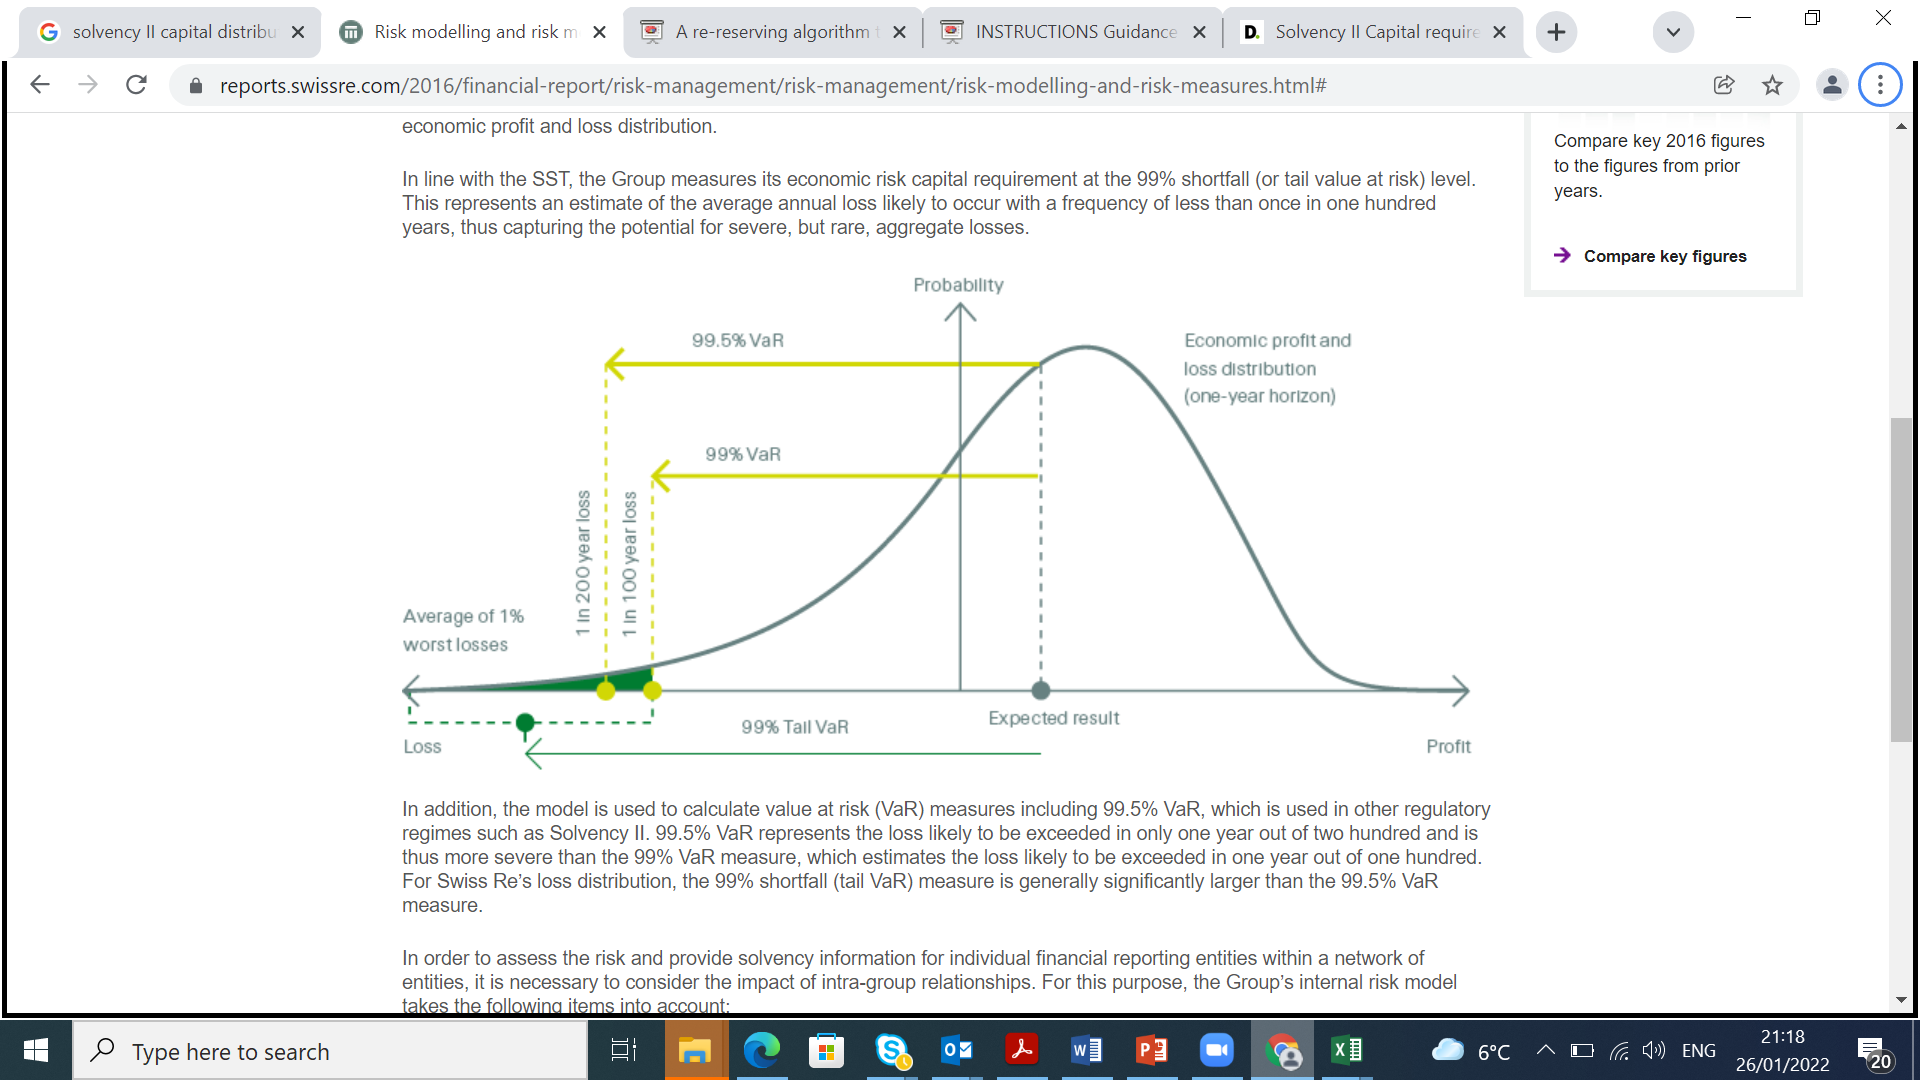 solvency II capital distribu
Risk modelling and risk m
A re-reserving algorithm
INSTRUCTIONS Guidance
D.
Solvency II Capital require
reports.swissre.com/2016/financial-report/risk-management/risk-management/risk-modelling-and-risk-measures.html#
economic profit and loss distribution.
In line with the SST, the Group measures its economic risk capital requirement at the 99% shortfall (or tail value at risk) level.
This represents an estimate of the average annual loss likely to occur with a frequency of less than once in one hundred
years, thus capturing the potential for severe, but rare, aggregate losses.
Compare key 2016 figures
to the figures from prior
years.
Compare key figures
Probability
99.5% VaR
Economic profit and
loss distribution
(one-year horizon)
99% VaR
1 in 200 year loss
1 in 100 year loss
Average of 1%
worst losses
99% Tail VaR
Expected result
Loss
Profit
In addition, the model is used to calculate value at risk (VaR) measures including 99.5% VaR, which is used in other regulatory
regimes such as Solvency II. 99.5% VaR represents the loss likely to be exceeded in only one year out of two hundred and is
thus more severe than the 99% VaR measure, which estimates the loss likely to be exceeded in one year out of one hundred.
For Swiss Re’s loss distribution, the 99% shortfall (tail VaR) measure is generally significantly larger than the 99.5% VaR
measure.
In order to assess the risk and provide solvency information for individual financial reporting entities within a network of
entities, it is necessary to consider the impact of intra-group relationships. For this purpose, the Group’s internal risk model
takes the following items into account:
Type here to search
6°C
ENG
21:18
26/01/2022
20